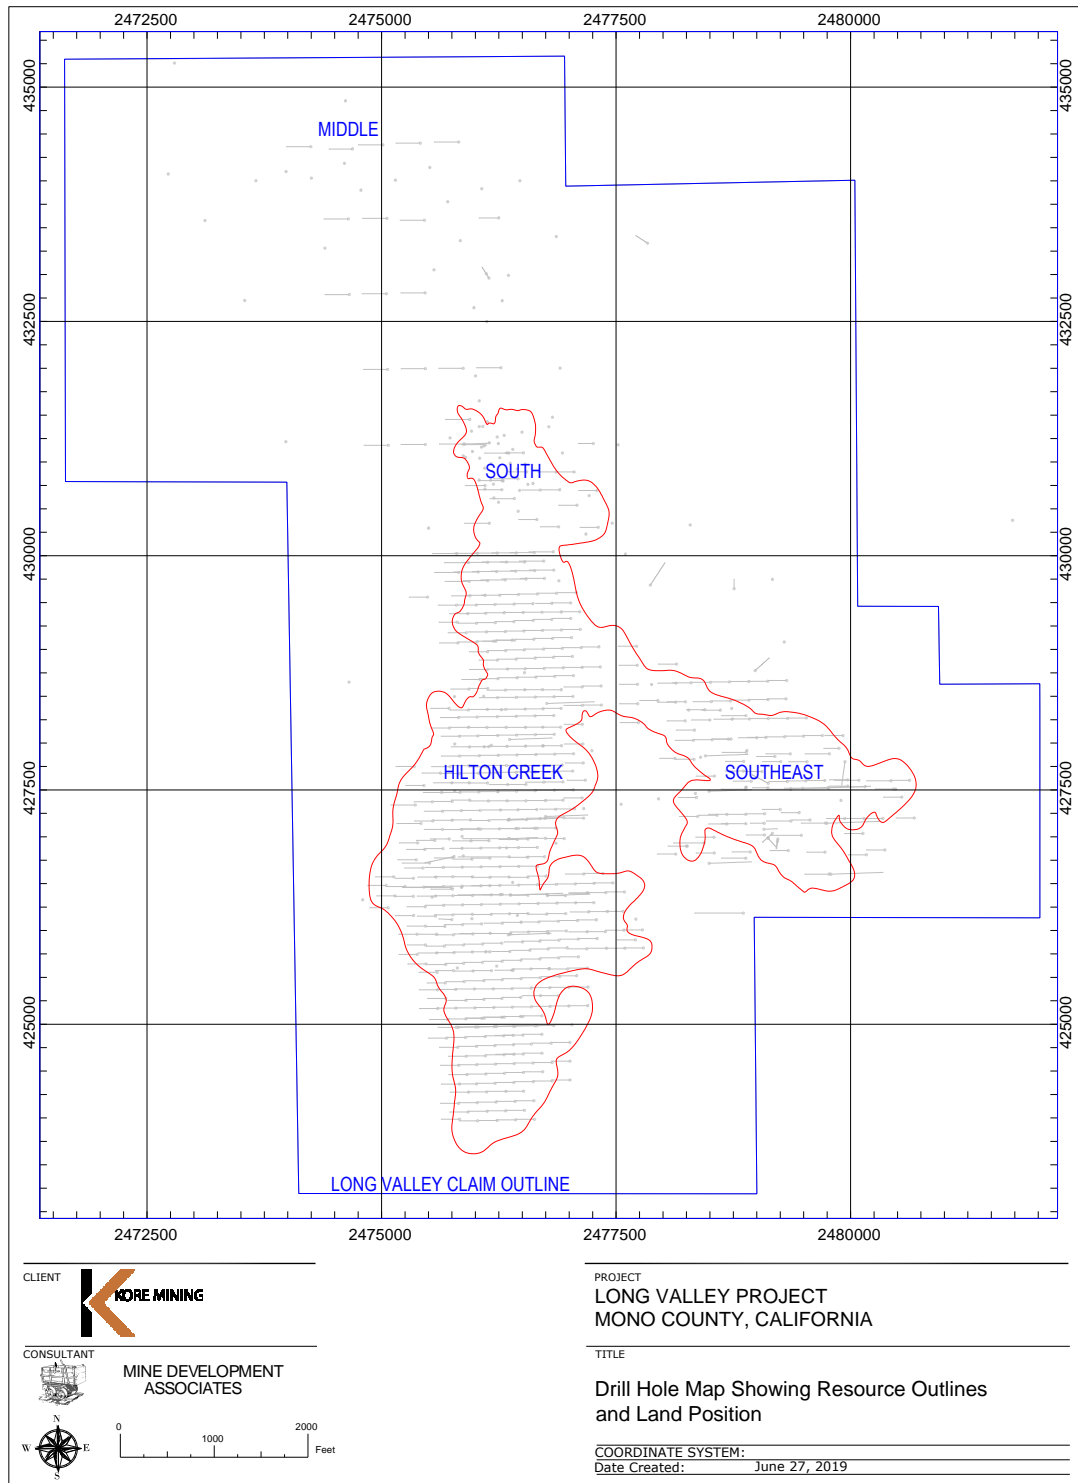 2472500 2475000 2477500 2480000
435000 435000
MIDDLE
432500 432500
SOUTH
430000 430000
HILTON CREEK SOUTHEAST
427500 427500
425000 425000
LONG VALLEY CLAIM OUTLINE
2472500 2475000 2477500 2480000
CLIENT
KORE MINING
CONSULTANT
MINE DEVELOPMENT
ASSOCIATES
N
W E
S
0 1000 2000
Feet
PROJECT
LONG VALLEY PROJECT
MONO COUNTY, CALIFORNIA
TITLE
Drill Hole Map Showing Resource Outlines
and Land Position
COORDINATE SYSTEM:
Date Created: June 27, 2019